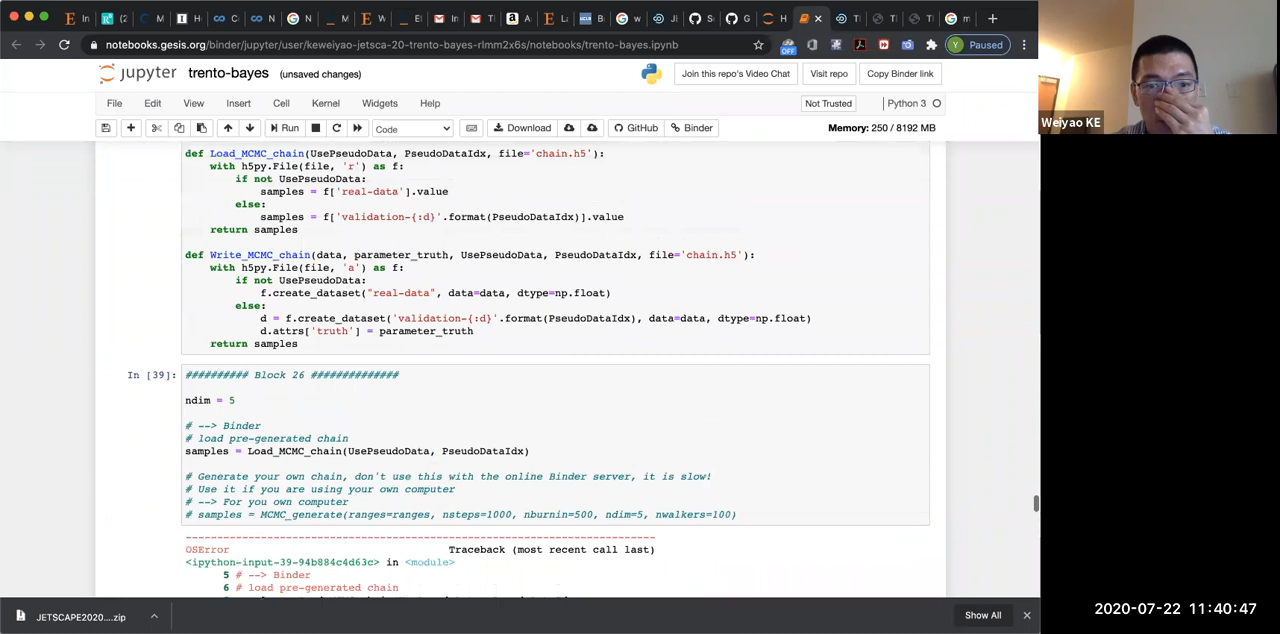 notebooks.gesis.org/binder/jupyter/user/keweiyao-jetsca-20-trento-bayes-rlmm2x6s/notebooks/trento-bayes.ipynb
Paused
jupyter trento-bayes (unsaved changes)
Join this repo's Video Chat Visit repo Copy Binder link
File Edit View Insert Cell Kernel Widgets Help
Not Trusted Python 3
Run Code Download GitHub Binder Memory: 250 / 8192 MB
def Load_MCMC_chain(UsePseudoData, PseudoDataIdx, file='chain.h5'):
with h5py.File(file, 'r') as f:
if not UsePseudoData:
samples = f['real-data'].value
else:
samples = f['validation-{:d}'.format(PseudoDataIdx)].value
return samples
def Write_MCMC_chain(data, parameter_truth, UsePseudoData, PseudoDataIdx, file='chain.h5'):
with h5py.File(file, 'a') as f:
if not UsePseudoData:
f.create_dataset("real-data", data=data, dtype=np.float)
else:
d = f.create_dataset('validation-{:d}'.format(PseudoDataIdx), data=data, dtype=np.float)
d.attrs['truth'] = parameter_truth
return samples
In [39]: ########## Block 26 ##############
ndim = 5
# --> Binder
# load pre-generated chain
samples = Load_MCMC_chain(UsePseudoData, PseudoDataIdx)
# Generate your own chain, don't use this with the online Binder server, it is slow!
# Use it if you are using your own computer
# --> For you own computer
# samples = MCMC_generate(ranges=ranges, nsteps=1000, nburnin=500, ndim=5, nwalkers=100)
OSError Traceback (most recent call last)
<ipython-input-39-94b884c4d63c> in <module>
5 # --> Binder
6 # load pre-generated chain
JETSCAPE2020....zip
Show All
Weiyao KE
2020-07-22 11:40:47